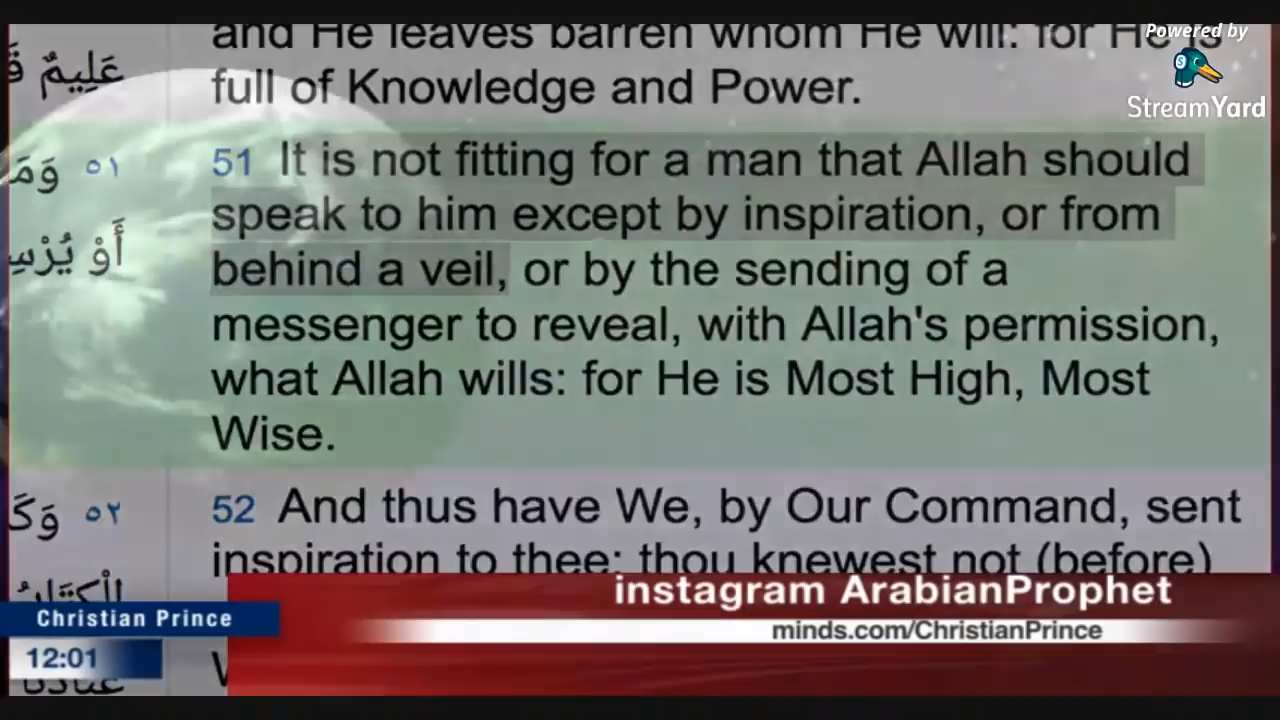 and He leaves barren whom He will: for He is
full of Knowledge and Power.
عَلِيمٌ
٥١
51 It is not fitting for a man that Allah should
speak to him except by inspiration, or from
behind a veil, or by the sending of a
messenger to reveal, with Allah's permission,
what Allah wills: for He is Most High, Most
Wise.
أَوْ
٥٢
52 And thus have We, by Our Command, sent
inspiration to thee: thou knewest not (before)
Powered by
StreamYard
instagram ArabianProphet
minds.com/ChristianPrince
Christian Prince
12:01